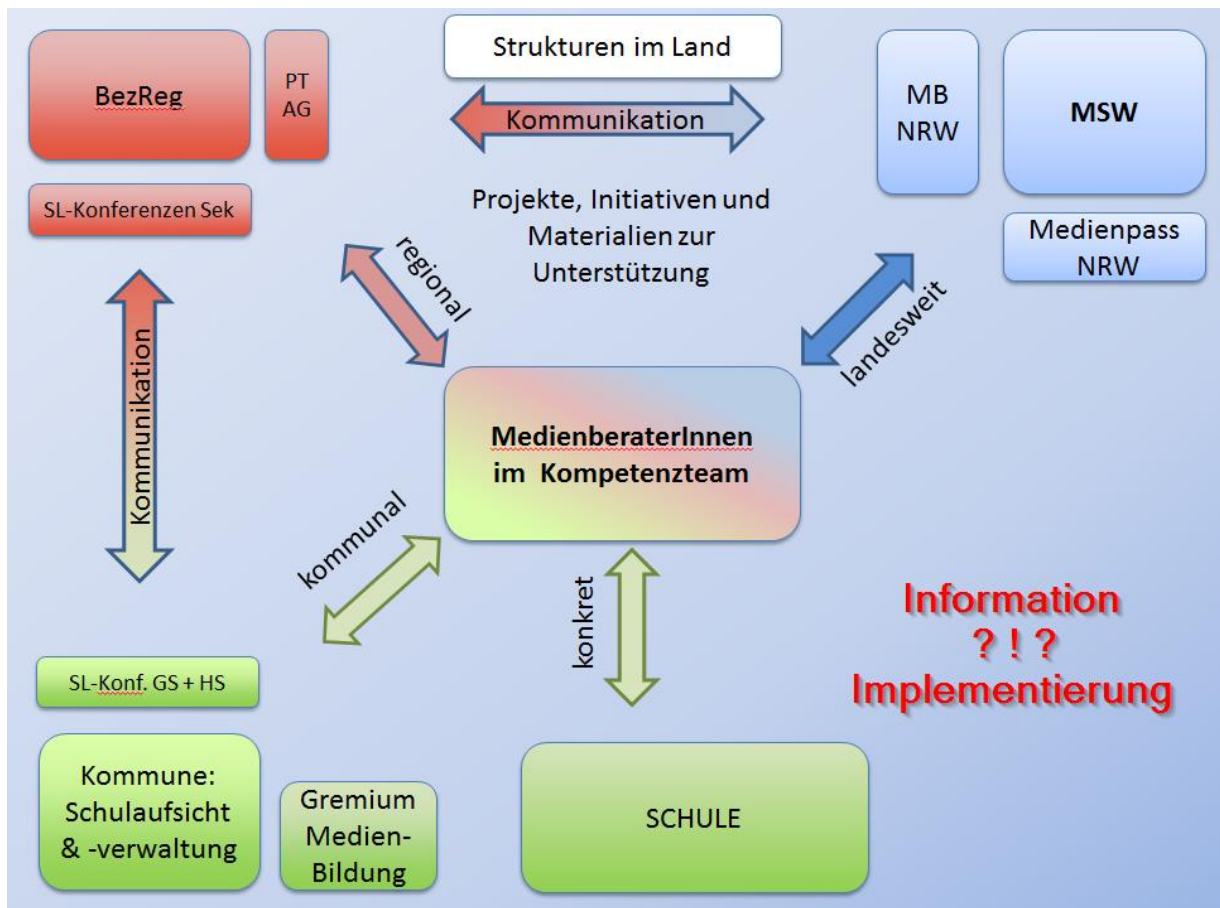 Strukturen im Land
BezReg
PT
AG
MB
NRW
MSW
Kommunikation
SL-Konferenzen Sek
Projekte, Initiativen und
Materialien zur
Unterstützung
Medienpass
NRW
regional
landesweit
Kommunikation
MedienberaterInnen
im Kompetenzteam
kommunal
konkret
Information
? ! ?
Implementierung
SL-Konf. GS + HS
Kommune:
Schulaufsicht
& -verwaltung
Gremium
Medien-
Bildung
SCHULE